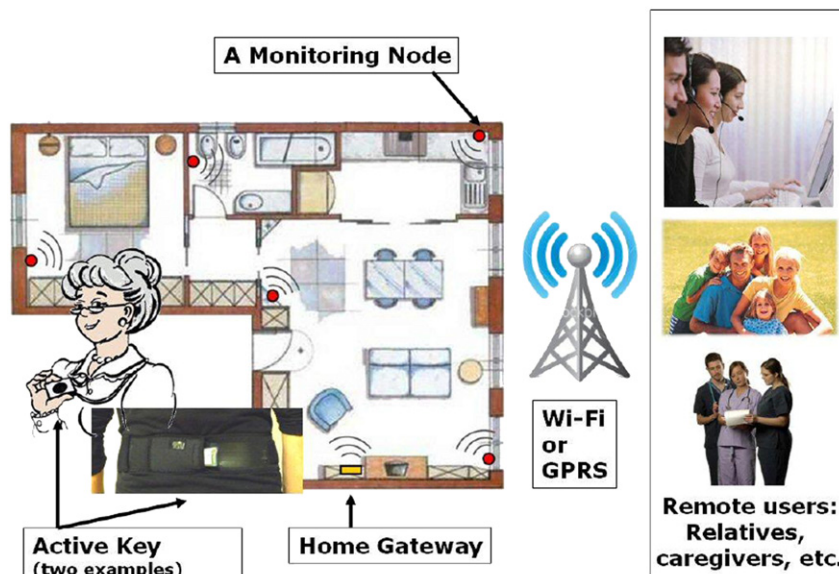 A Monitoring Node
Wi-Fi
or
GPRS
Active Key
(two examples)
Home Gateway
Remote users:
Relatives,
caregivers, etc.